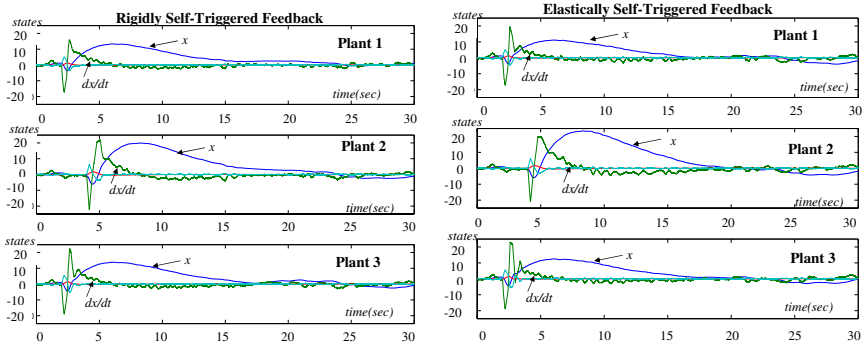 Rigidly Self-Triggered Feedback
states
20
10
0
-10
-20
x
dx/dt
Plant 1
time(sec)
0 5 10 15 20 25 30
states
20
10
0
-10
-20
x
dx/dt
Plant 2
time(sec)
0 5 10 15 20 25 30
states
20
10
0
-10
-20
x
dx/dt
Plant 3
time(sec)
0 5 10 15 20 25 30
Elastically Self-Triggered Feedback
states
20
10
0
-10
-20
x
dx/dt
Plant 1
time(sec)
0 5 10 15 20 25 30
states
20
10
0
-10
-20
x
dx/dt
Plant 2
time(sec)
0 5 10 15 20 25 30
states
20
10
0
-10
-20
x
dx/dt
Plant 3
time(sec)
0 5 10 15 20 25 30